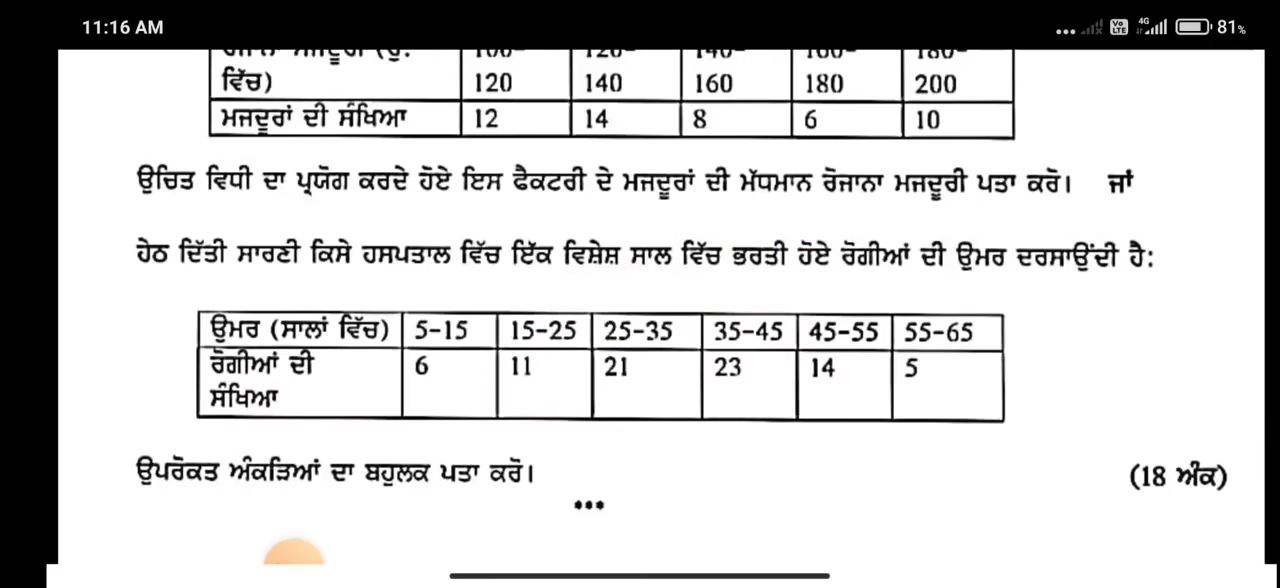 11:16 AM 4G Vo LTE 81%
ਵਿੱਚ) 120 140 160 180 200
ਮਜਦੂਰਾਂ ਦੀ ਸੰਖਿਆ 12 14 8 6 10
ਉਚਿਤ ਵਿਧੀ ਦਾ ਪ੍ਰਯੋਗ ਕਰਦੇ ਹੋਏ ਇਸ ਫੈਕਟਰੀ ਦੇ ਮਜਦੂਰਾਂ ਦੀ ਮੱਧਮਾਨ ਰੋਜਾਨਾ ਮਜਦੂਰੀ ਪਤਾ ਕਰੋ। ਜਾਂ
ਹੇਠ ਦਿੱਤੀ ਸਾਰਣੀ ਕਿਸੇ ਹਸਪਤਾਲ ਵਿੱਚ ਇੱਕ ਵਿਸ਼ੇਸ਼ ਸਾਲ ਵਿੱਚ ਭਰਤੀ ਹੋਏ ਰੋਗੀਆਂ ਦੀ ਉਮਰ ਦਰਸਾਉਂਦੀ ਹੈ:
ਉਮਰ (ਸਾਲਾਂ ਵਿੱਚ) 5-15 15-25 25-35 35-45 45-55 55-65
ਰੋਗੀਆਂ ਦੀ 6 11 21 23 14 5
ਸੰਖਿਆ
ਉਪਰੋਕਤ ਅੰਕੜਿਆਂ ਦਾ ਬਹੁਲਕ ਪਤਾ ਕਰੋ। (18 ਅੰਕ)
•••